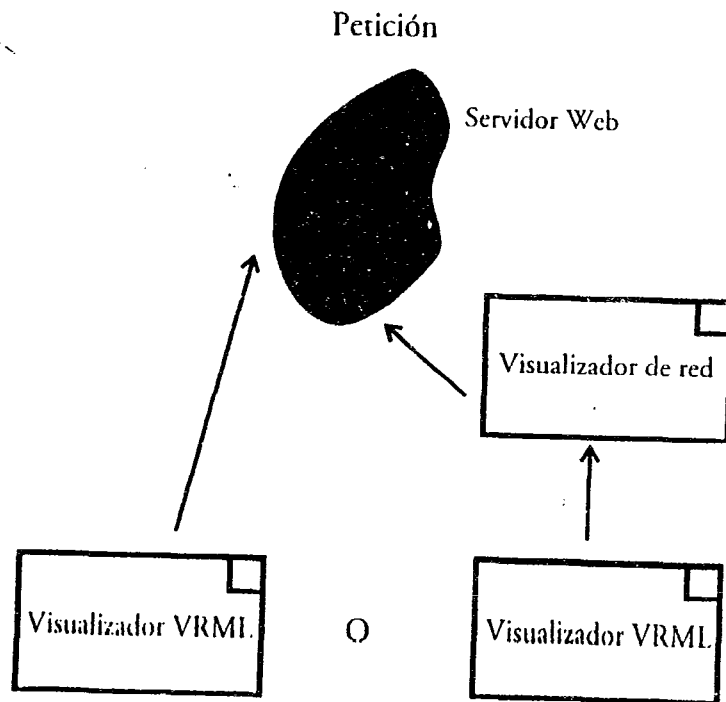 Petición
Servidor Web
Visualizador de red
Visualizador VRML
O
Visualizador VRML